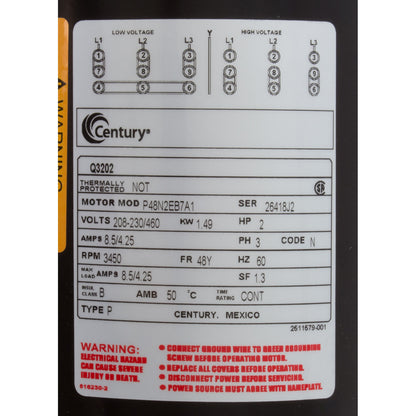 LOW VOLTAGE Y HIGH VOLTAGE
L1 L2 L3 L1 L2 L3
1 2 3 1 2 3
7 8 9 4 5 6
4 5 6 7 8 9
Century®
Q3202
THERMALLY PROTECTED NOT
MOTOR MOD P48N2EB7A1 SER 26418J2
VOLTS 208-230/460 KW 1.49 HP 2
AMPS 8.5/4.25 PH 3 CODE N
RPM 3450 FR 48Y HZ 60
MAX LOAD AMPS 8.5/4.25 SF 1.3
INSUL CLASS B AMB 50 °C TIME RATING CONT
TYPE P CENTURY, MEXICO
2611579-001
WARNING:
ELECTRICAL HAZARD
CAN CAUSE SEVERE
INJURY OR DEATH.
• CONNECT GROUND WIRE TO GREEN GROUNDING
SCREW BEFORE OPERATING MOTOR.
• REPLACE ALL COVERS BEFORE OPERATING.
• DISCONNECT POWER BEFORE SERVICING.
• POWER SOURCE MUST AGREE WITH NAMEPLATE.
616230-2
WARNING